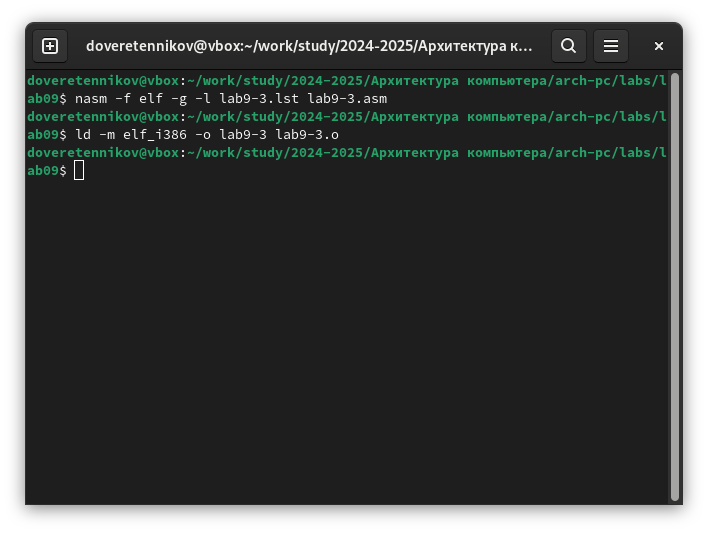 doveretennikov@vbox:~/work/study/2024-2025/Архитектура к...
doveretennikov@vbox:~/work/study/2024-2025/Архитектура компьютера/arch-pc/labs/l
ab09$ nasm -f elf -g -l lab9-3.lst lab9-3.asm
doveretennikov@vbox:~/work/study/2024-2025/Архитектура компьютера/arch-pc/labs/l
ab09$ ld -m elf_i386 -o lab9-3 lab9-3.o
doveretennikov@vbox:~/work/study/2024-2025/Архитектура компьютера/arch-pc/labs/l
ab09$